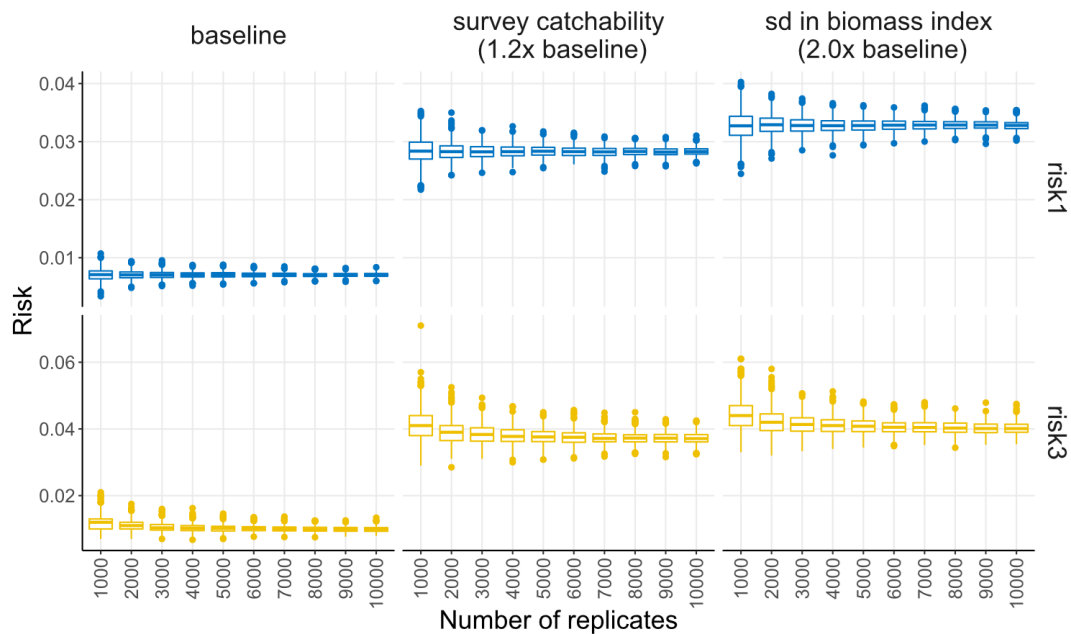 baseline
survey catchability
(1.2x baseline)
sd in biomass index
(2.0x baseline)
Risk
0.04
0.03
0.02
0.01
risk1
0.06
0.04
0.02
risk3
1000 2000 3000 4000 5000 6000 7000 8000 9000 10000
1000 2000 3000 4000 5000 6000 7000 8000 9000 10000
1000 2000 3000 4000 5000 6000 7000 8000 9000 10000
Number of replicates